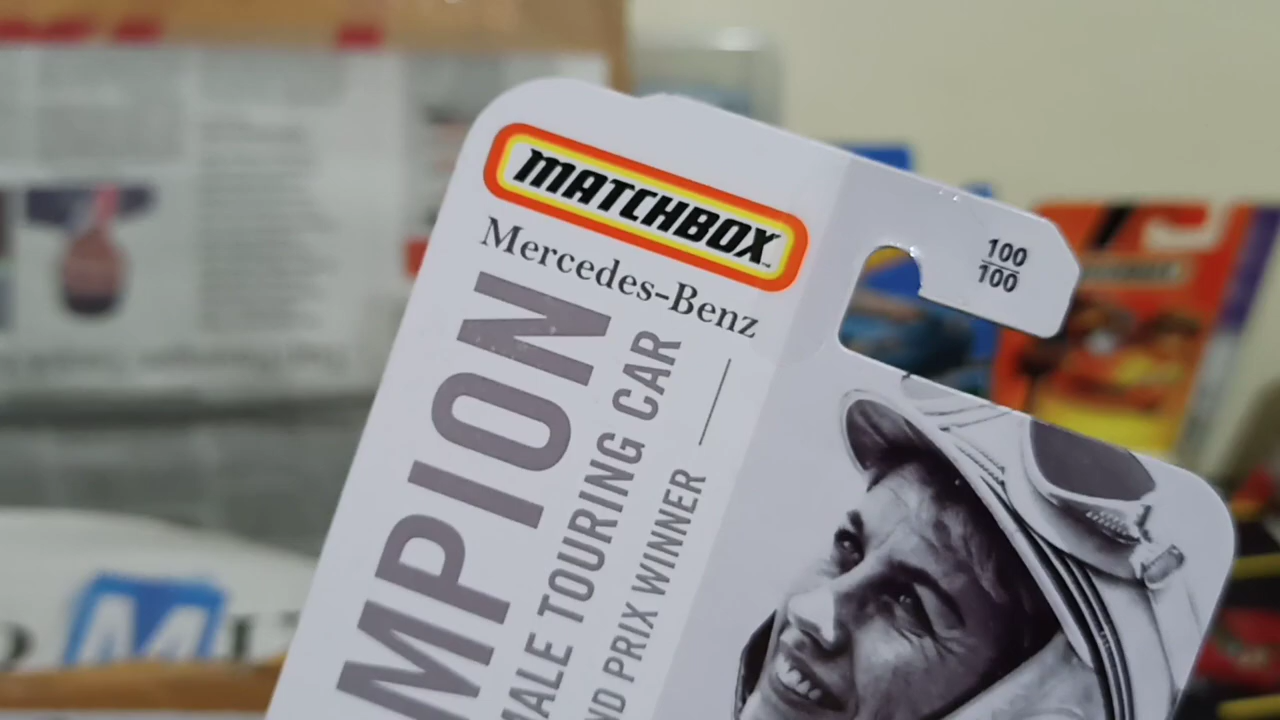 MATCHBOX
Mercedes-Benz
100
100
MPION
MALE TOURING CAR
ND PRIX WINNER